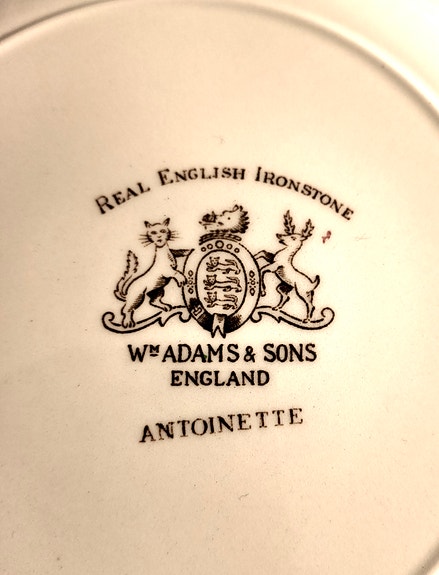 REAL ENGLISH IRONSTONE
Wᴹ ADAMS & SONS
ENGLAND
ANTOINETTE